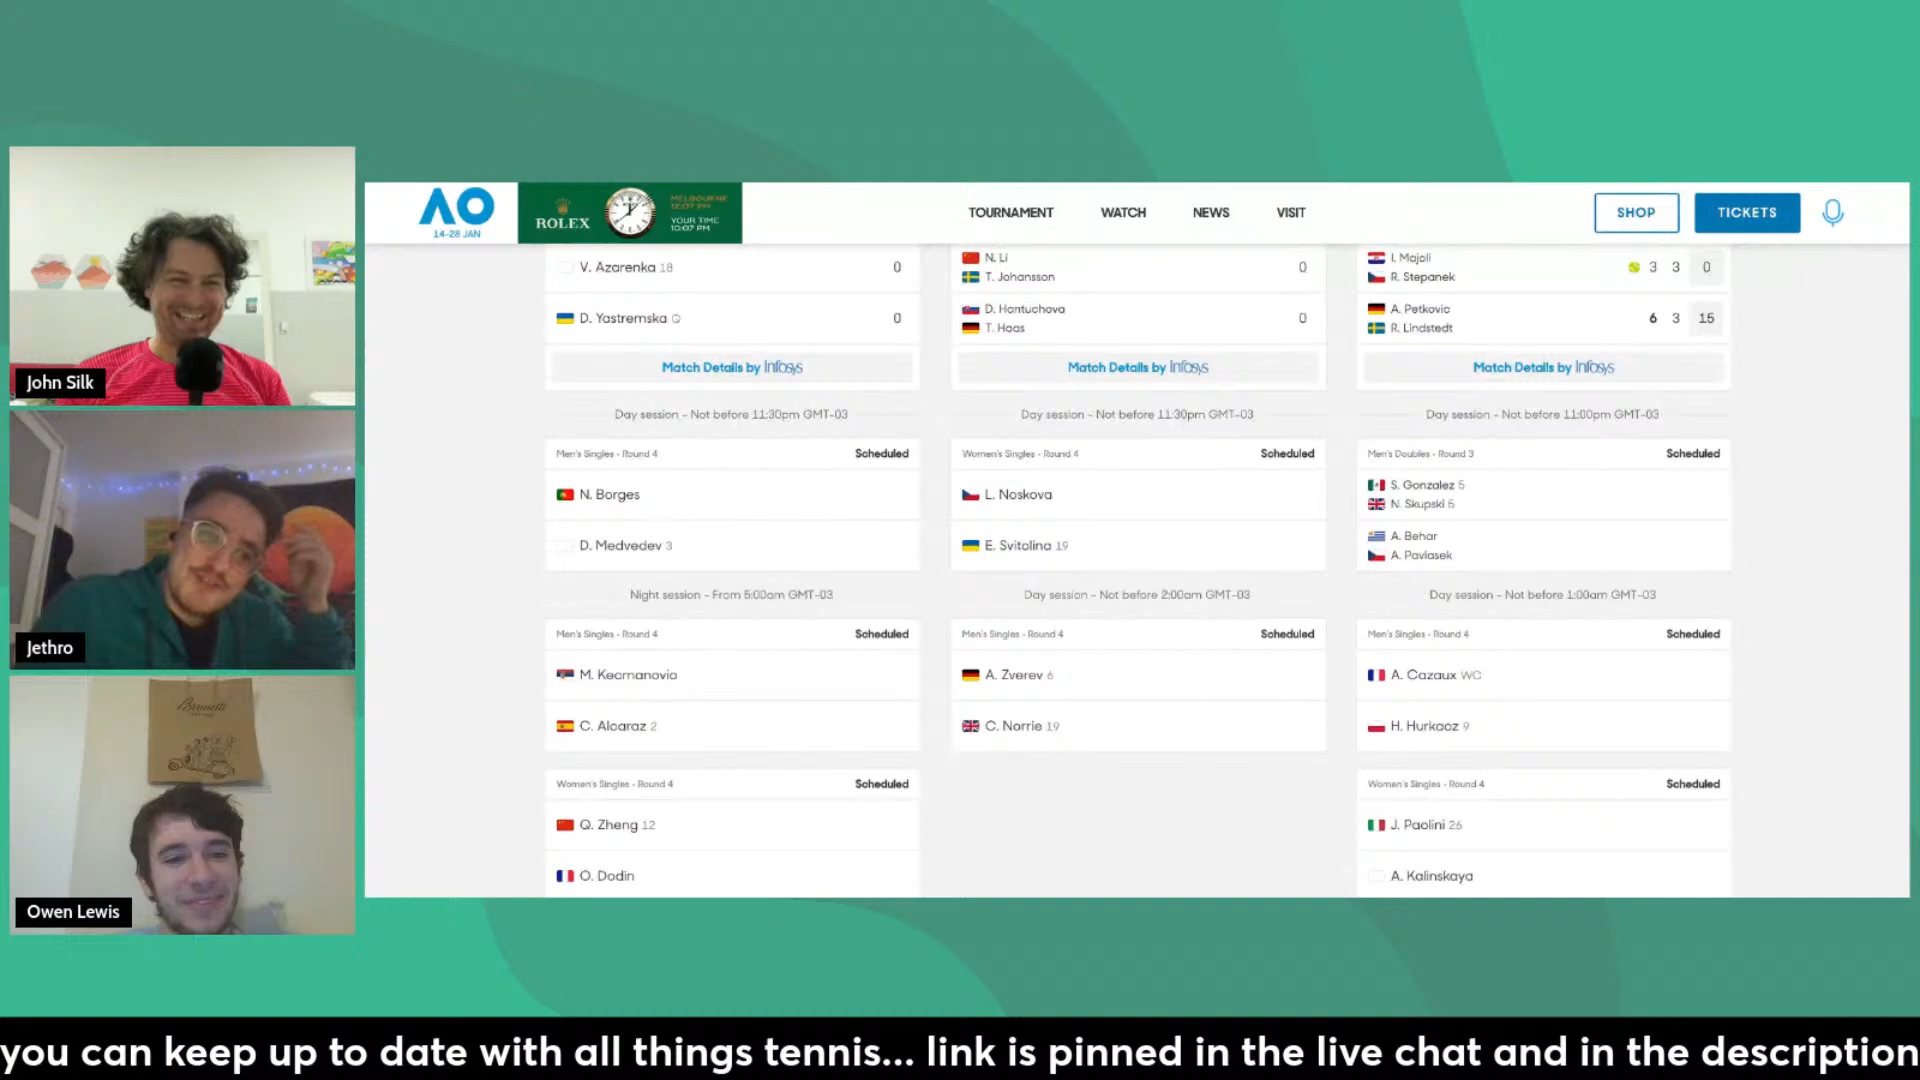 John Silk
Jethro
Brunetti
Owen Lewis
AO
14-28 JAN
ROLEX
MELBOURNE
12:07 PM
YOUR TIME
10:07 PM
TOURNAMENT
WATCH
NEWS
VISIT
SHOP
TICKETS
V. Azarenka 18 0
D. Yastremska Q 0
Match Details by Infosys
Day session - Not before 11:30pm GMT-03
Men's Singles - Round 4 Scheduled
N. Borges
D. Medvedev 3
Night session - From 5:00am GMT-03
Men's Singles - Round 4 Scheduled
M. Kecmanovic
C. Alcaraz 2
Women's Singles - Round 4 Scheduled
Q. Zheng 12
O. Dodin
N. Li
T. Johansson 0
D. Hantuchova
T. Haas 0
Match Details by Infosys
Day session - Not before 11:30pm GMT-03
Women's Singles - Round 4 Scheduled
L. Noskova
E. Svitolina 19
Day session - Not before 2:00am GMT-03
Men's Singles - Round 4 Scheduled
A. Zverev 6
C. Norrie 19
I. Majoli
R. Stepanek 3 3 0
A. Petkovic
R. Lindstedt 6 3 15
Match Details by Infosys
Day session - Not before 11:00pm GMT-03
Men's Doubles - Round 3 Scheduled
S. Gonzalez 5
N. Skupski 5
A. Behar
A. Pavlasek
Day session - Not before 1:00am GMT-03
Men's Singles - Round 4 Scheduled
A. Cazaux WC
H. Hurkacz 9
Women's Singles - Round 4 Scheduled
J. Paolini 26
A. Kalinskaya
you can keep up to date with all things tennis... link is pinned in the live chat and in the description